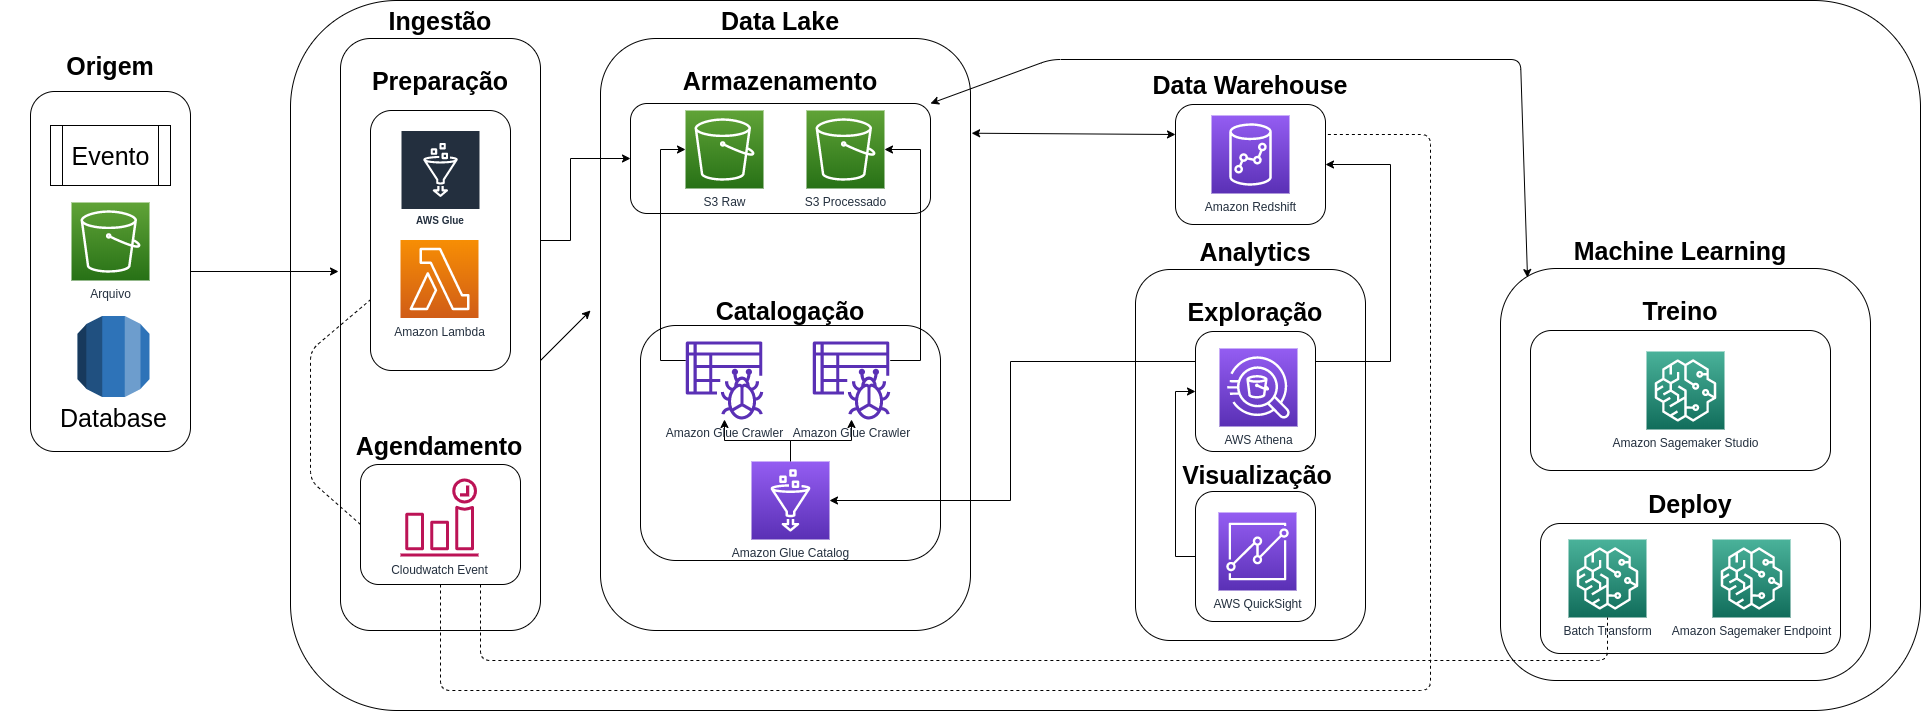 Origem
Evento
Arquivo
Database
Ingestão
Preparação
AWS Glue
Amazon Lambda
Agendamento
Cloudwatch Event
Data Lake
Armazenamento
S3 Raw
S3 Processado
Catalogação
Amazon Glue Crawler
Amazon Glue Crawler
Amazon Glue Catalog
Data Warehouse
Amazon Redshift
Analytics
Exploração
AWS Athena
Visualização
AWS QuickSight
Machine Learning
Treino
Amazon Sagemaker Studio
Deploy
Batch Transform
Amazon Sagemaker Endpoint